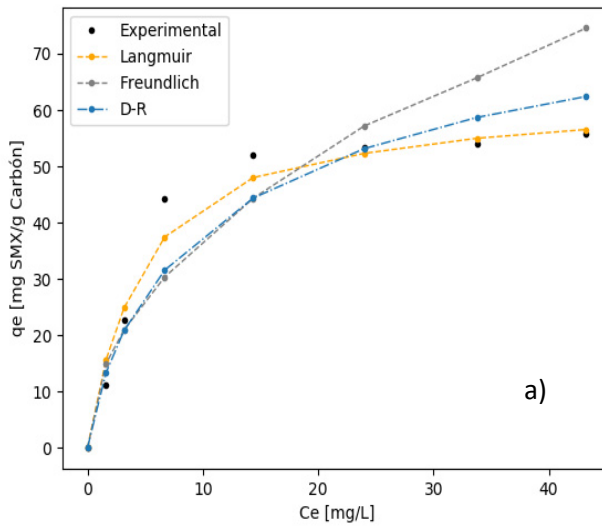 Experimental
Langmuir
Freundlich
D-R
70
60
50
40
30
20
10
0
qe [mg SMX/g Carbón]
a)
0 10 20 30 40
Ce [mg/L]